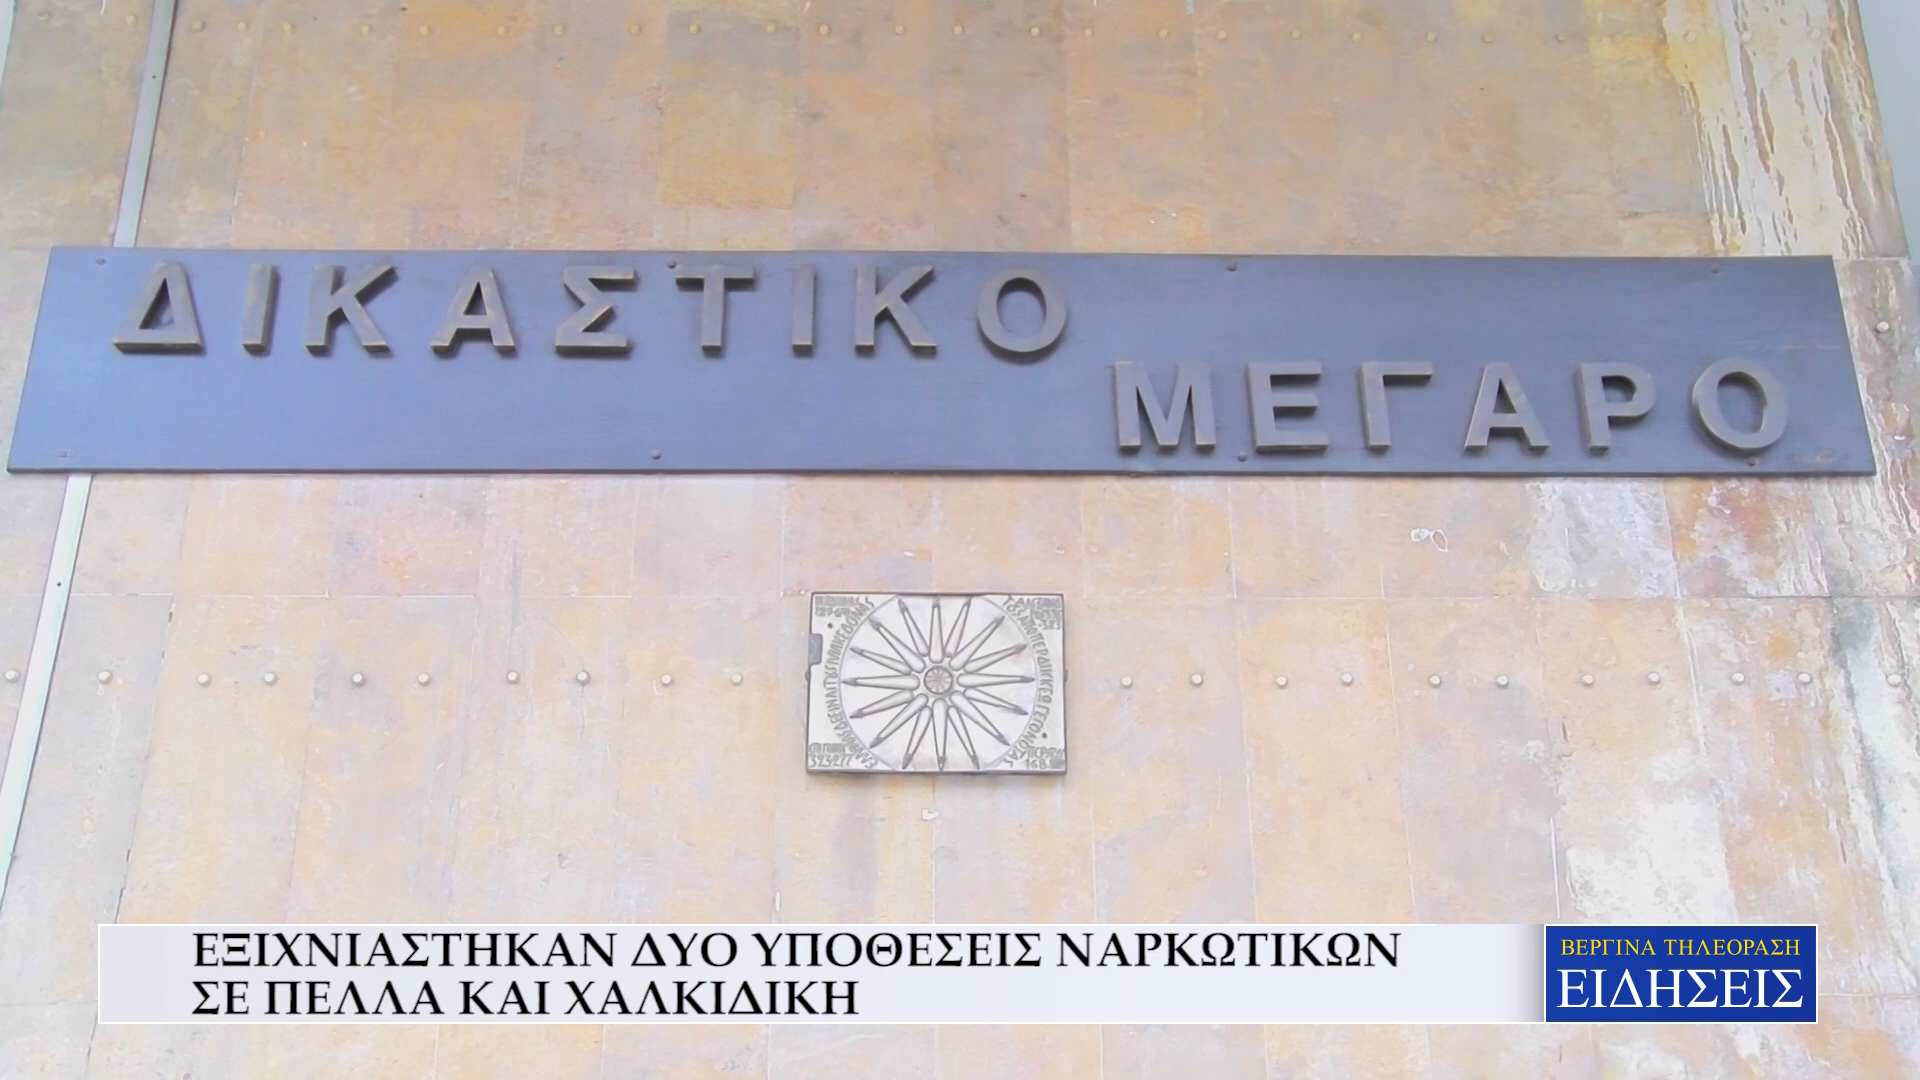 ΔΙΚΑΣΤΙΚΟ
ΜΕΓΑΡΟ
ΕΞΙΧΝΙΑΣΤΗΚΑΝ ΔΥΟ ΥΠΟΘΕΣΕΙΣ ΝΑΡΚΩΤΙΚΩΝ
ΣΕ ΠΕΛΛΑ ΚΑΙ ΧΑΛΚΙΔΙΚΗ
ΒΕΡΓΙΝΑ ΤΗΛΕΟΡΑΣΗ
ΕΙΔΗΣΕΙΣ